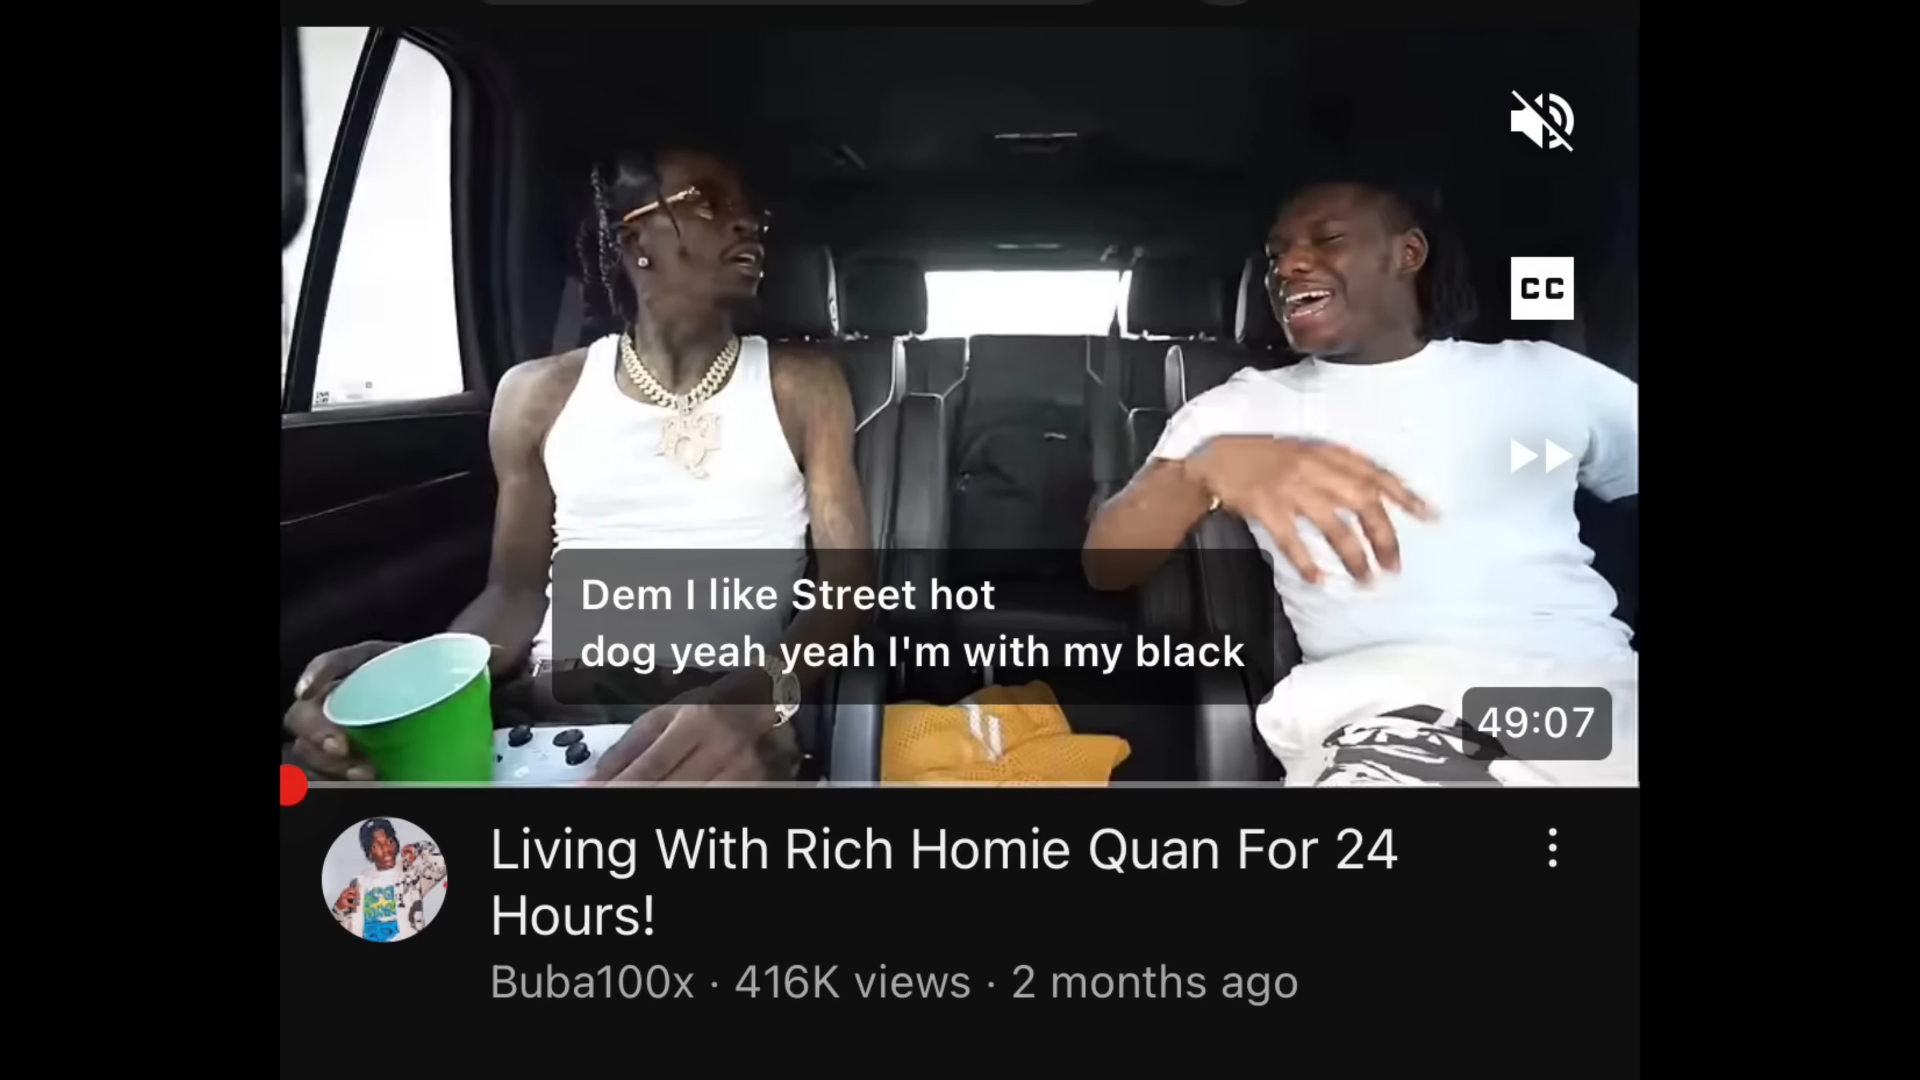 CC
Dem I like Street hot
dog yeah yeah I'm with my black
49:07
Living With Rich Homie Quan For 24
Hours!
Buba100x · 416K views · 2 months ago